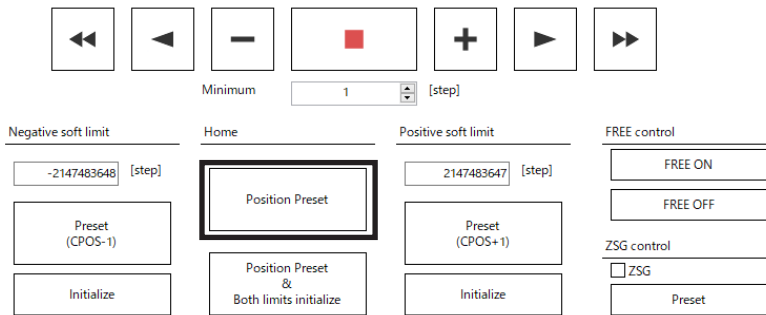 Minimum 1 [step]
Negative soft limit Home Positive soft limit FREE control
-2147483648 [step] Position Preset 2147483647 [step] FREE ON
FREE OFF
Preset
(CPOS-1)
Preset
(CPOS+1)
ZSG control
ZSG
Initialize
Position Preset
&
Both limits initialize
Initialize
Preset